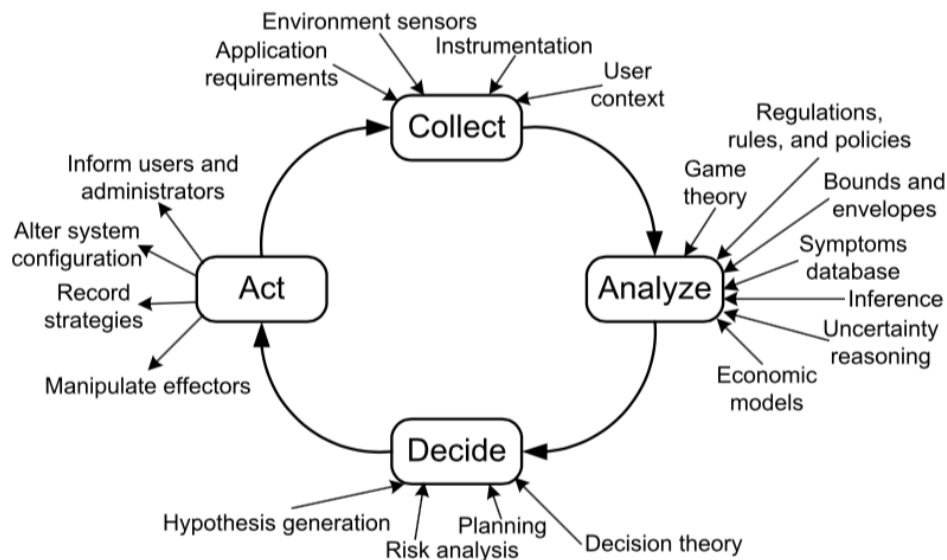 Environment sensors
Application
requirements
Instrumentation
User
context
Collect
Regulations,
rules, and policies
Game
theory
Bounds and
envelopes
Symptoms
database
Inference
Uncertainty
reasoning
Economic
models
Analyze
Inform users and
administrators
Alter system
configuration
Record
strategies
Manipulate effectors
Act
Decide
Hypothesis generation
Risk analysis
Planning
Decision theory